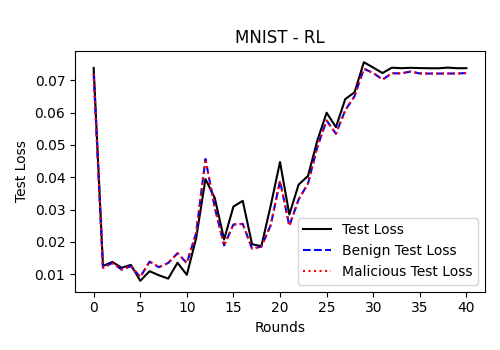 MNIST - RL
0.07
0.06
0.05
0.04
0.03
0.02
0.01
Test Loss
Test Loss
Benign Test Loss
Malicious Test Loss
0 5 10 15 20 25 30 35 40
Rounds